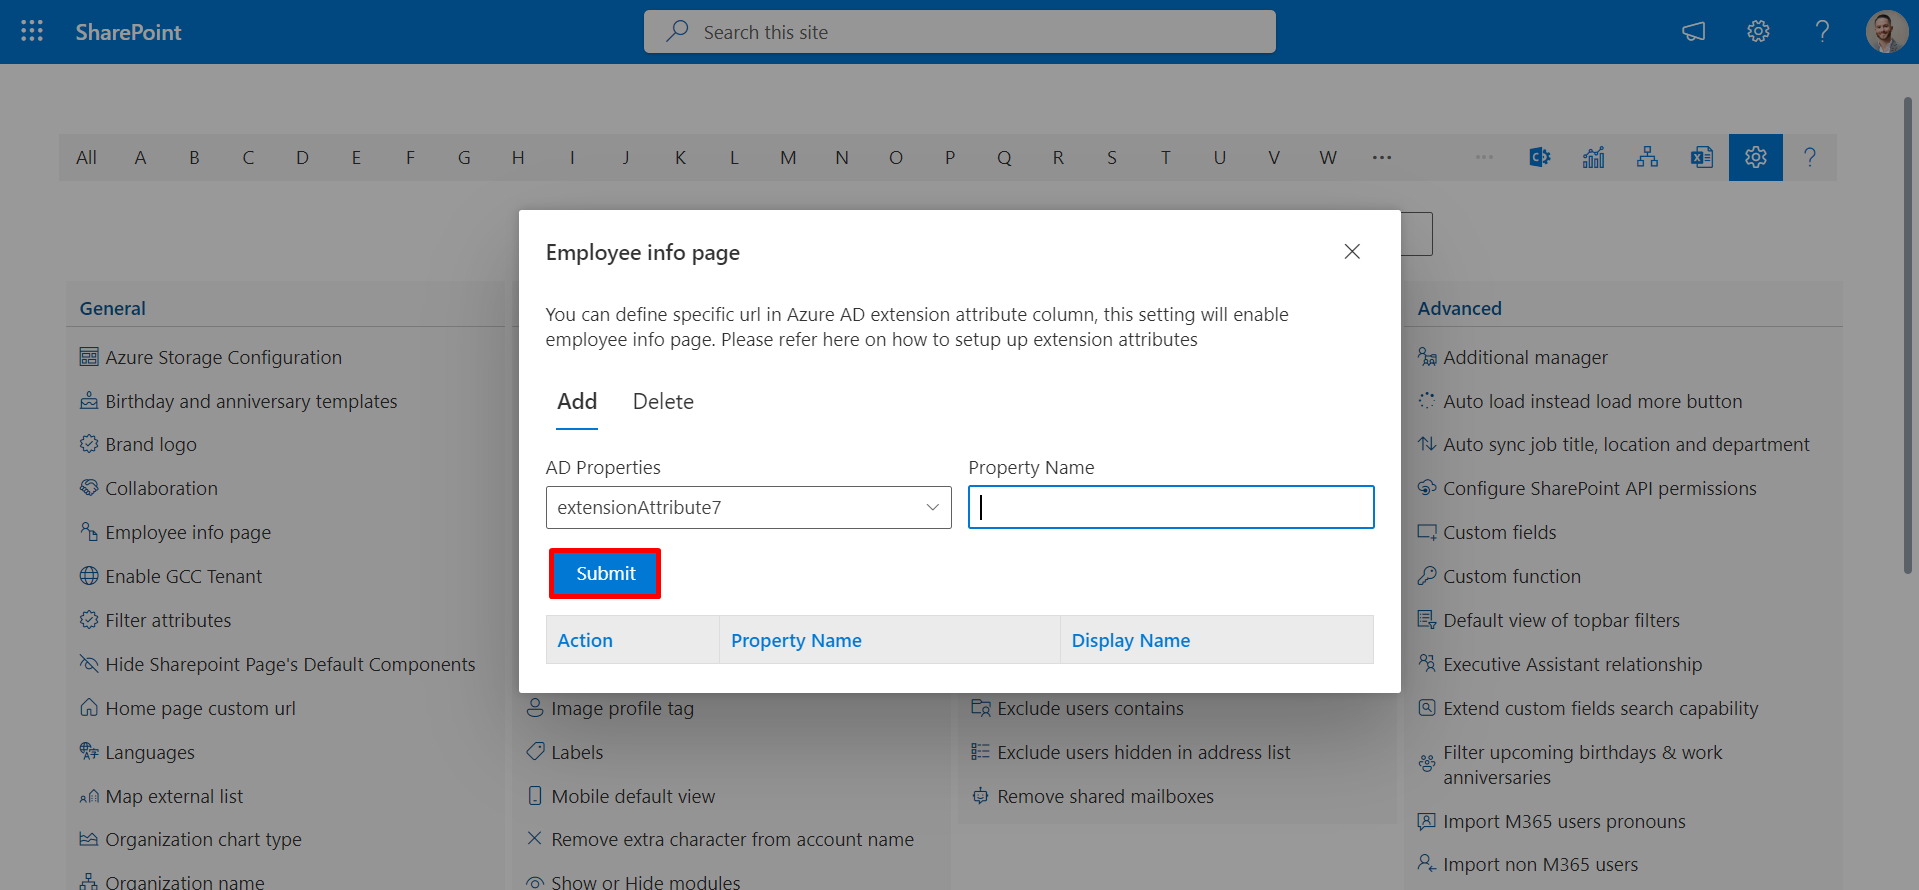 SharePoint
Search this site
All A B C D E F G H I J K L M N O P Q R S T U V W
Employee info page
You can define specific url in Azure AD extension attribute column, this setting will enable
employee info page. Please refer here on how to setup up extension attributes
Add Delete
AD Properties Property Name
extensionAttribute7
Submit
Action Property Name Display Name
General
Azure Storage Configuration
Birthday and anniversary templates
Brand logo
Collaboration
Employee info page
Enable GCC Tenant
Filter attributes
Hide Sharepoint Page's Default Components
Home page custom url
Languages
Map external list
Organization chart type
Organization name
Image profile tag
Labels
Mobile default view
Remove extra character from account name
Show or Hide modules
Exclude users contains
Exclude users hidden in address list
Remove shared mailboxes
Advanced
Additional manager
Auto load instead load more button
Auto sync job title, location and department
Configure SharePoint API permissions
Custom fields
Custom function
Default view of topbar filters
Executive Assistant relationship
Extend custom fields search capability
Filter upcoming birthdays & work
anniversaries
Import M365 users pronouns
Import non M365 users